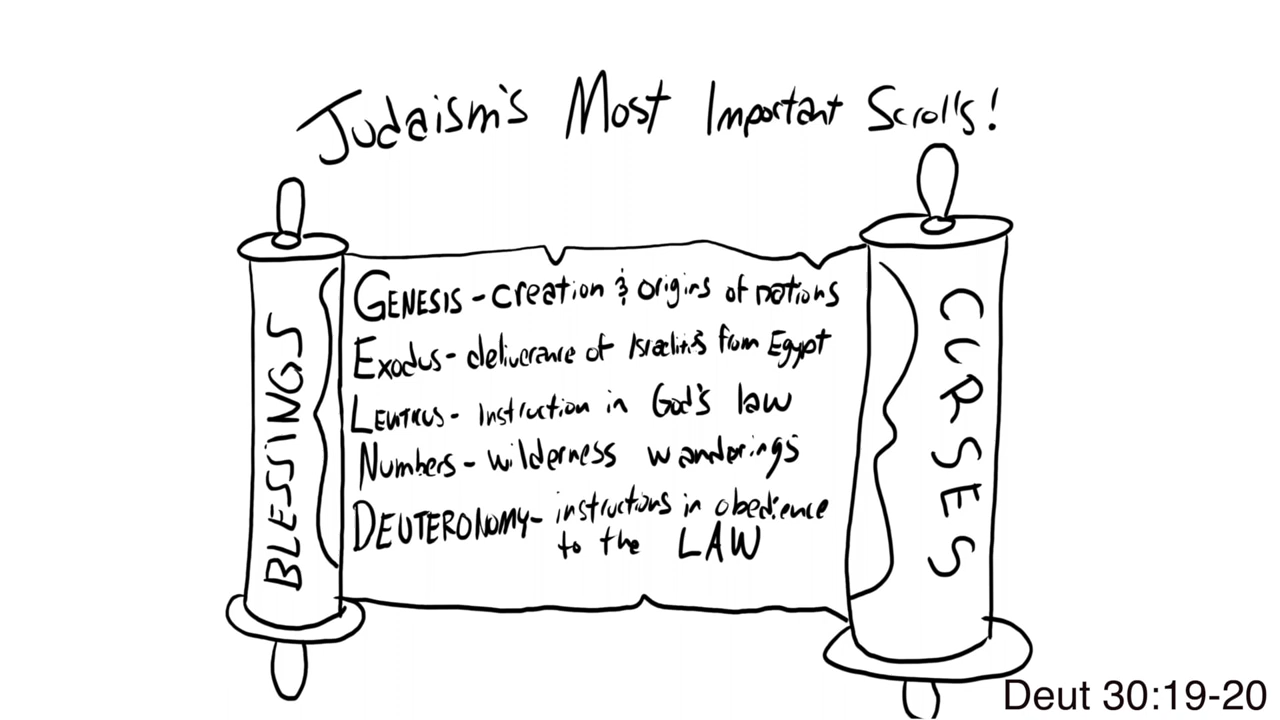 Judaism's Most Important Scrolls!
BLESSINGS
GENESIS - creation & origins of nations
Exodus - deliverance of Israelites from Egypt
LEVITICUS - Instruction in God's law
Numbers - wilderness wanderings
DEUTERONOMY - instructions in obedience
to the LAW
CURSES
Deut 30:19-20